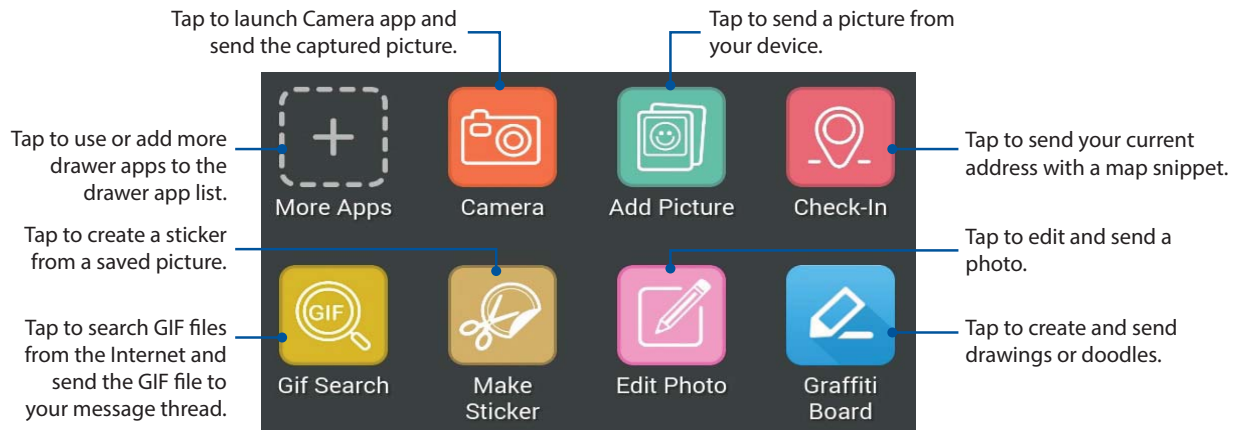 Tap to launch Camera app and
send the captured picture.
Tap to send a picture from
your device.
Tap to use or add more
drawer apps to the
drawer app list.
More Apps
Camera
Add Picture
Check-In
Tap to send your current
address with a map snippet.
Tap to create a sticker
from a saved picture.
Tap to edit and send a
photo.
Tap to search GIF files
from the Internet and
send the GIF file to
your message thread.
GIF
Gif Search
Make
Sticker
Edit Photo
Graffiti
Board
Tap to create and send
drawings or doodles.